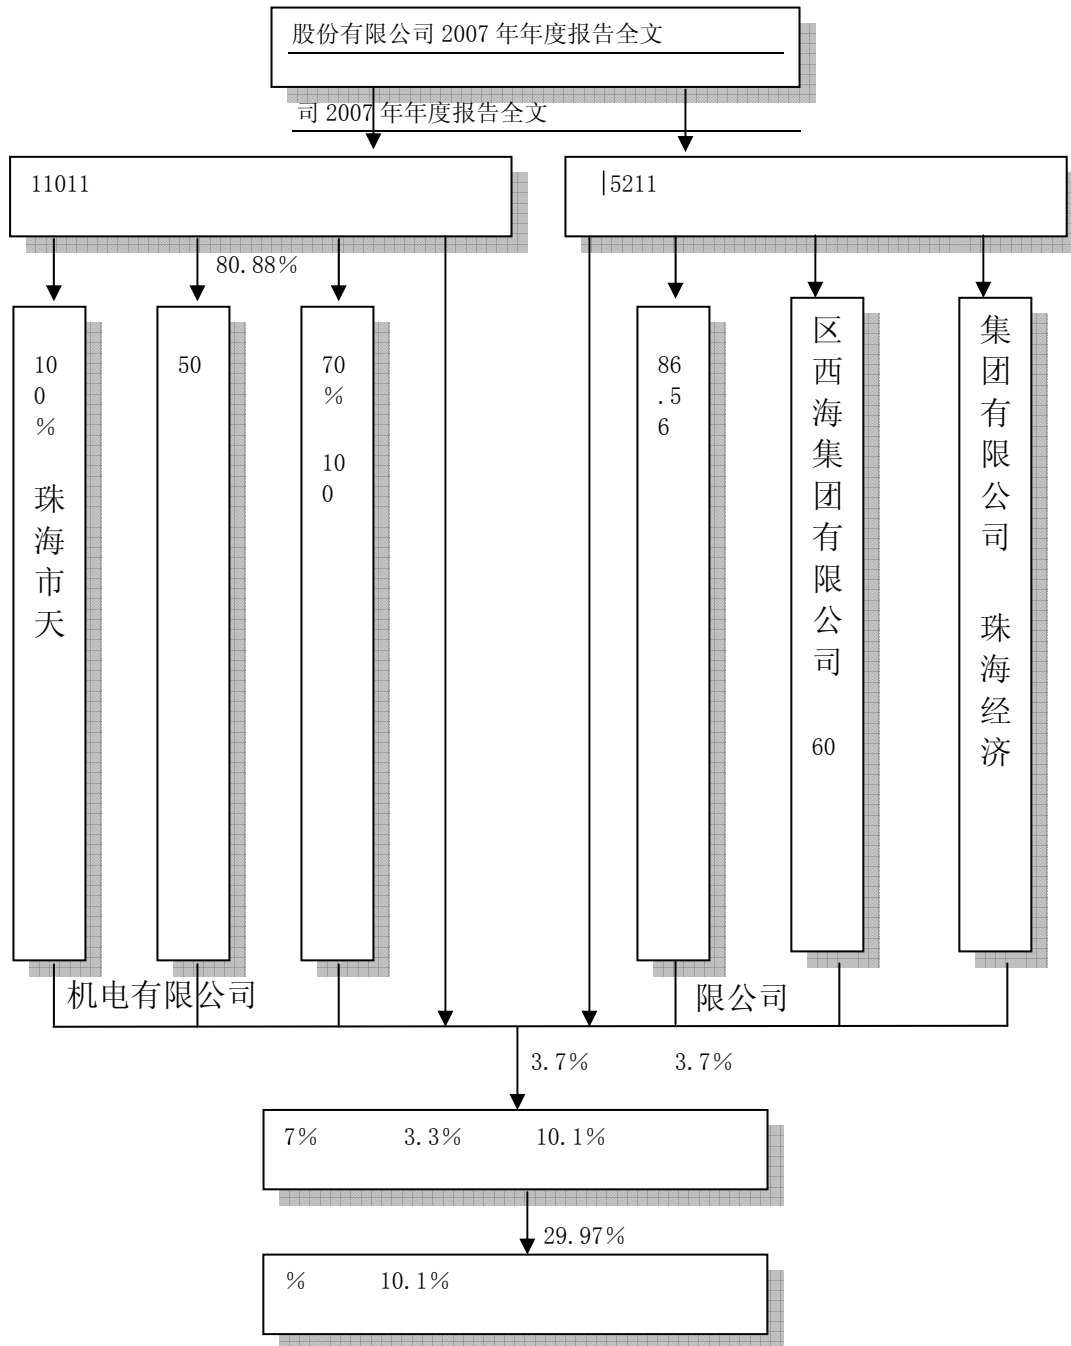 股份有限公司 2007 年年度报告全文
司 2007 年年度报告全文
11011
5211
80.88%
10
0
%
珠海市天
50
70
%
10
0
86
.5
6
区西海集团有限公司
60
集团有限公司
珠海经济
机电有限公司
限公司
3.7% 3.7%
7% 3.3% 10.1%
29.97%
% 10.1%